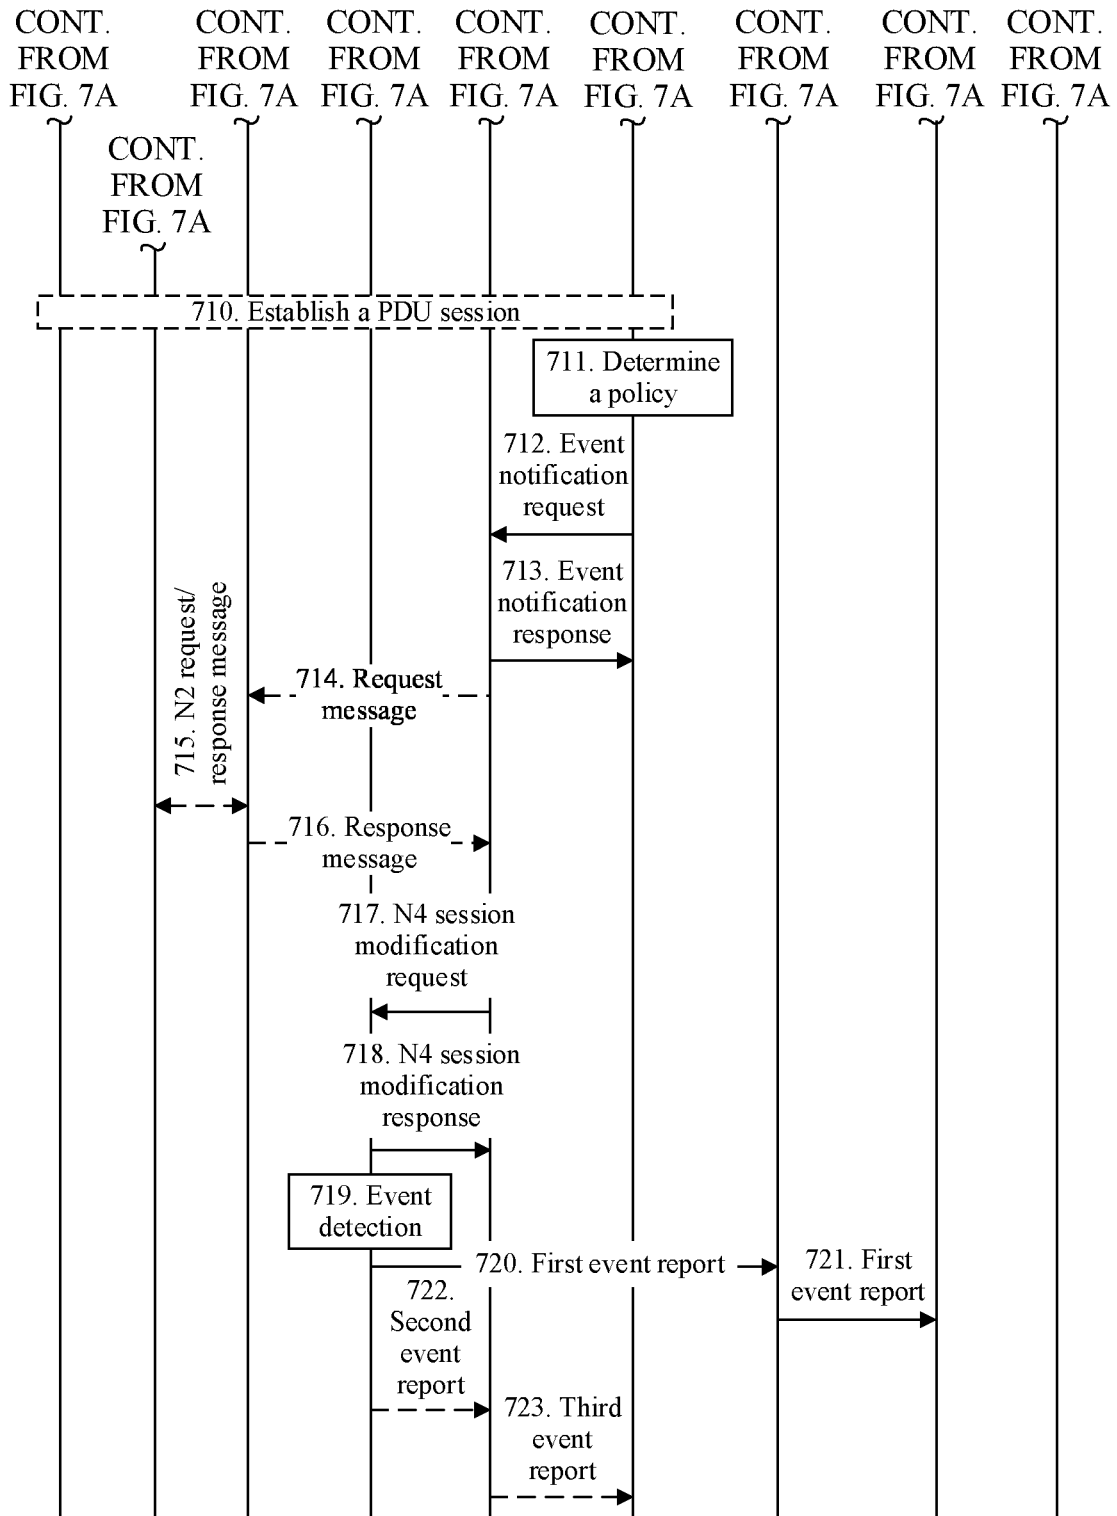 CONT.
FROM
FIG. 7A
CONT.
FROM
FIG. 7A
CONT.
FROM
FIG. 7A
CONT.
FROM
FIG. 7A
CONT.
FROM
FIG. 7A
CONT.
FROM
FIG. 7A
CONT.
FROM
FIG. 7A
CONT.
FROM
FIG. 7A
CONT.
FROM
FIG. 7A
710. Establish a PDU session
711. Determine
a policy
712. Event
notification
request
713. Event
notification
response
714. Request
message
715. N2 request/
response message
716. Response
message
717. N4 session
modification
request
718. N4 session
modification
response
719. Event
detection
720. First event report
721. First
event report
722.
Second
event
report
723. Third
event
report